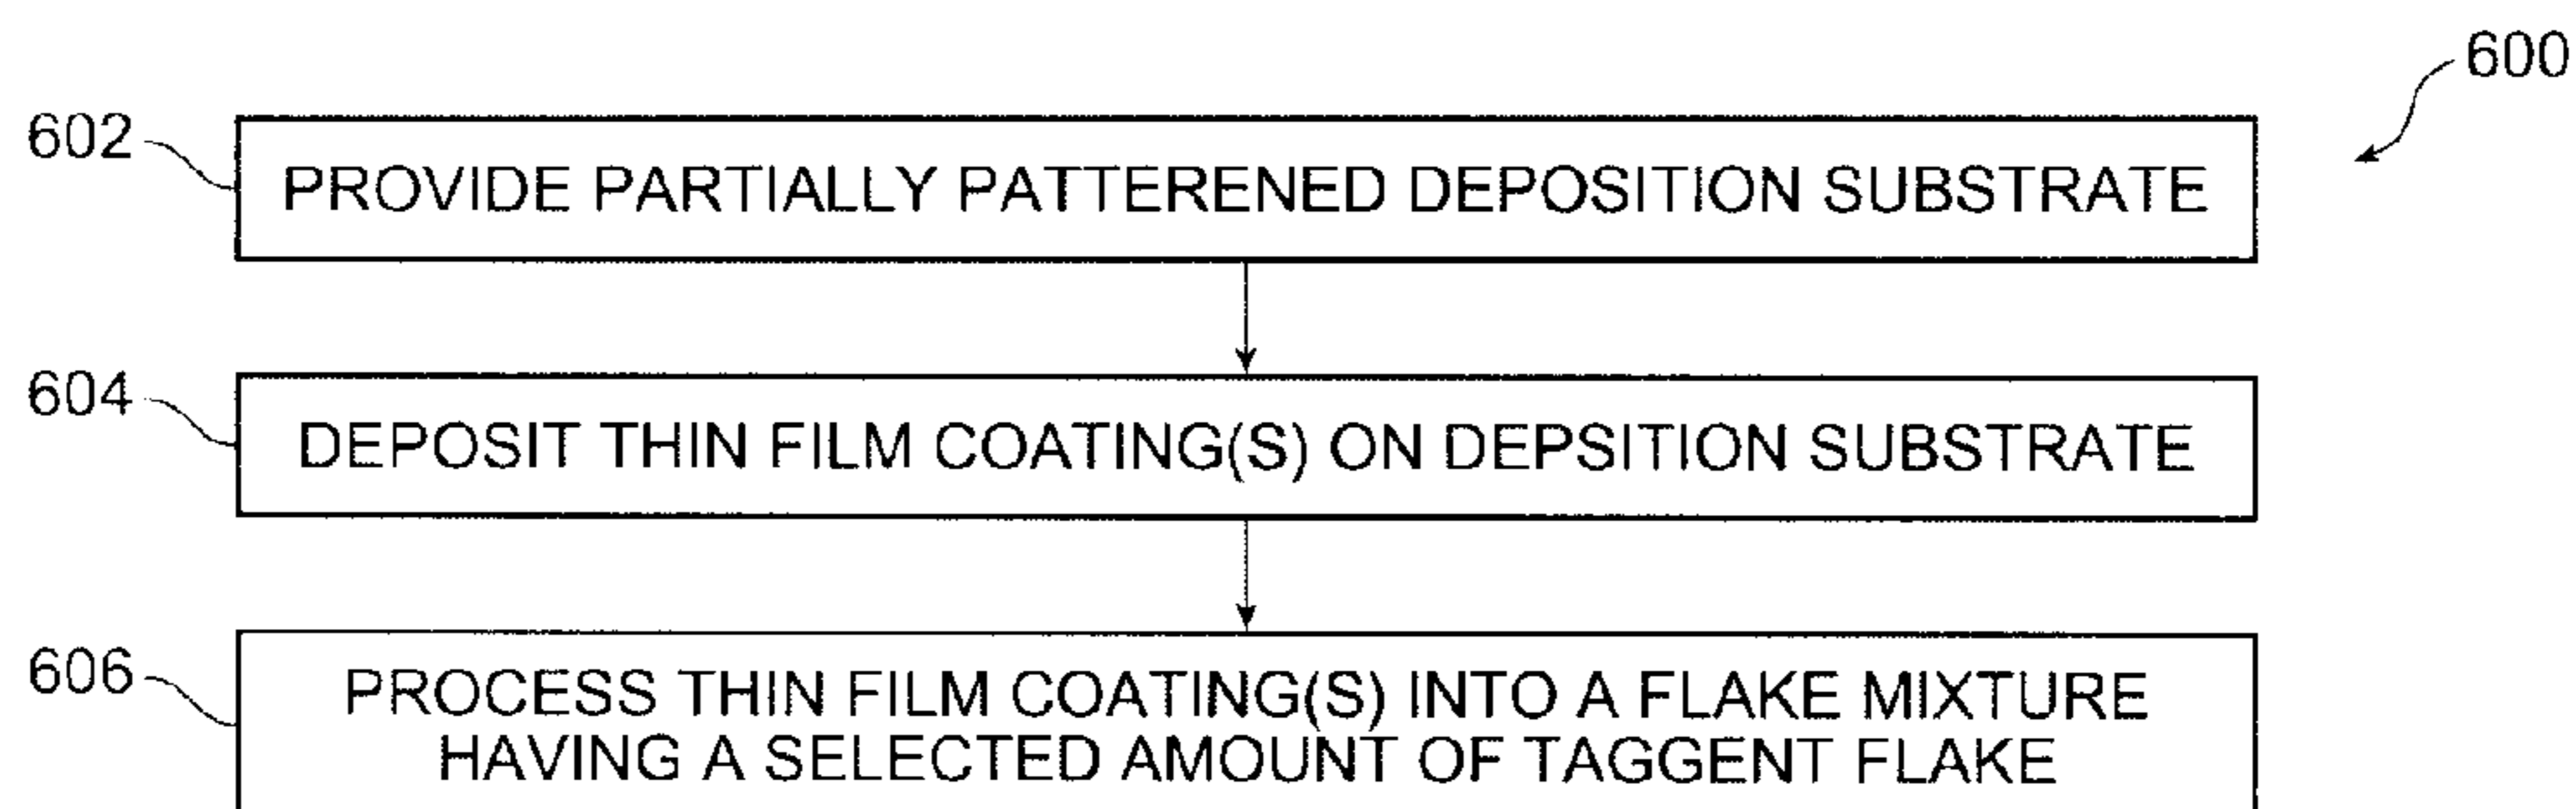 600
602
PROVIDE PARTIALLY PATTERENED DEPOSITION SUBSTRATE
604
DEPOSIT THIN FILM COATING(S) ON DEPSITION SUBSTRATE
606
PROCESS THIN FILM COATING(S) INTO A FLAKE MIXTURE
HAVING A SELECTED AMOUNT OF TAGGENT FLAKE